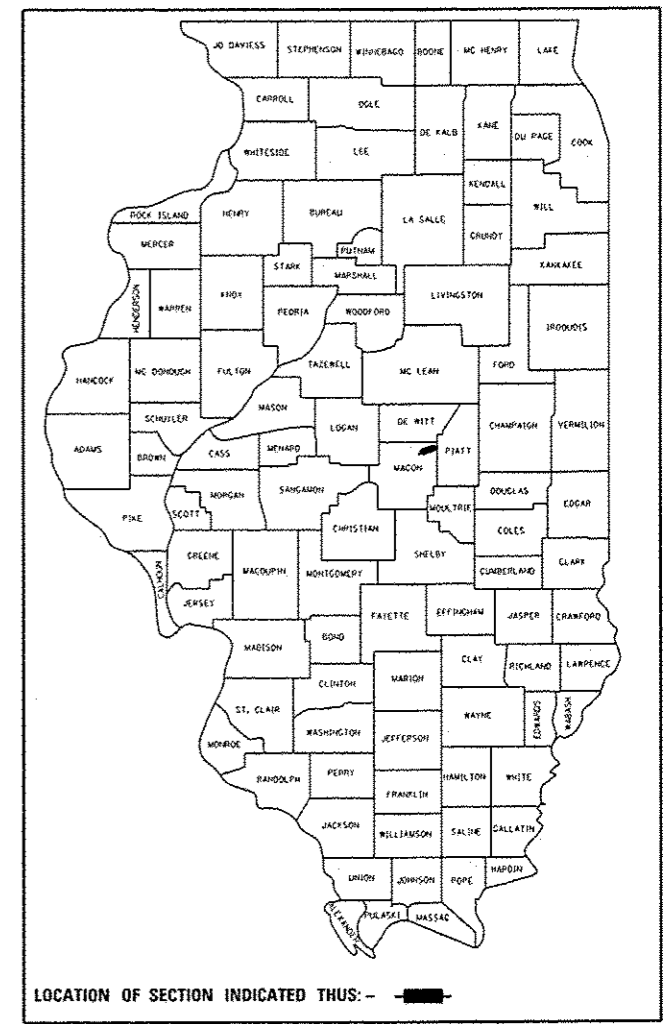 JO DAVIESS STEPHENSON WINNEBAGO BOONE MC HENRY LAKE
CARROLL OGLE
DE KALB KANE DU PAGE COOK
WHITESIDE LEE
KENDALL WILL
ROCK ISLAND HENRY BUREAU LA SALLE
MERCER PUTNAM GRUNDY
STARK MARSHALL KANKAKEE
HENDERSON WARREN KNOX PEORIA WOODFORD LIVINGSTON IROQUOIS
HANCOCK MC DONOUGH FULTON TAZEWELL MC LEAN FORD
SCHUYLER MASON LOGAN DE WITT CHAMPAIGN VERMILION
ADAMS BROWN CASS MENARD MACON PIATT
PIKE SCOTT MORGAN SANGAMON MOULTRIE DOUGLAS EDGAR
CHRISTIAN COLES
CALHOUN GREENE MACOUPIN MONTGOMERY SHELBY CUMBERLAND CLARK
JERSEY FAYETTE EFFINGHAM JASPER CRAWFORD
MADISON BOND CLAY RICHLAND LAWRENCE
CLINTON MARION
ST. CLAIR WASHINGTON WAYNE EDWARDS WABASH
MONROE JEFFERSON
RANDOLPH PERRY HAMILTON WHITE
FRANKLIN
JACKSON WILLIAMSON SALINE GALLATIN
UNION JOHNSON POPE HARDIN
ALEXANDER PULASKI MASSAC
LOCATION OF SECTION INDICATED THUS: -